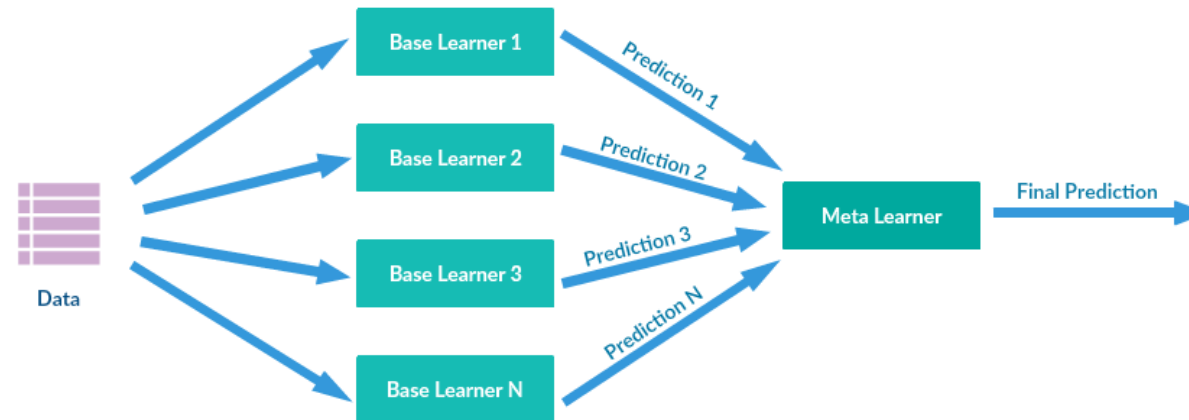 Data
Base Learner 1
Base Learner 2
Base Learner 3
Base Learner N
Prediction 1
Prediction 2
Prediction 3
Prediction N
Meta Learner
Final Prediction